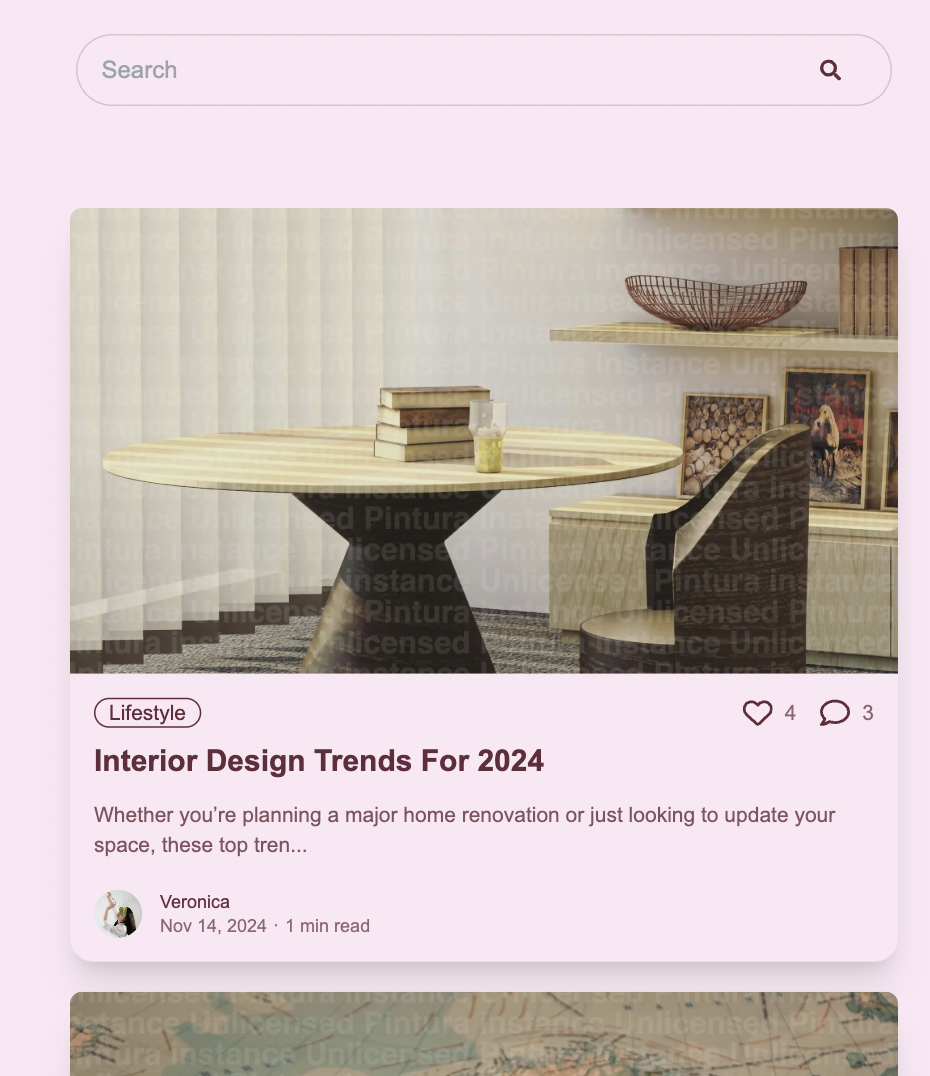 Search
Unlicensed Pintura Instance Unlicensed Pintura
Lifestyle
4
3
Interior Design Trends For 2024
Whether you’re planning a major home renovation or just looking to update your
space, these top tren...
Veronica
Nov 14, 2024 · 1 min read
Instance Unlicensed Pintura Instance Unlicensed Pintura